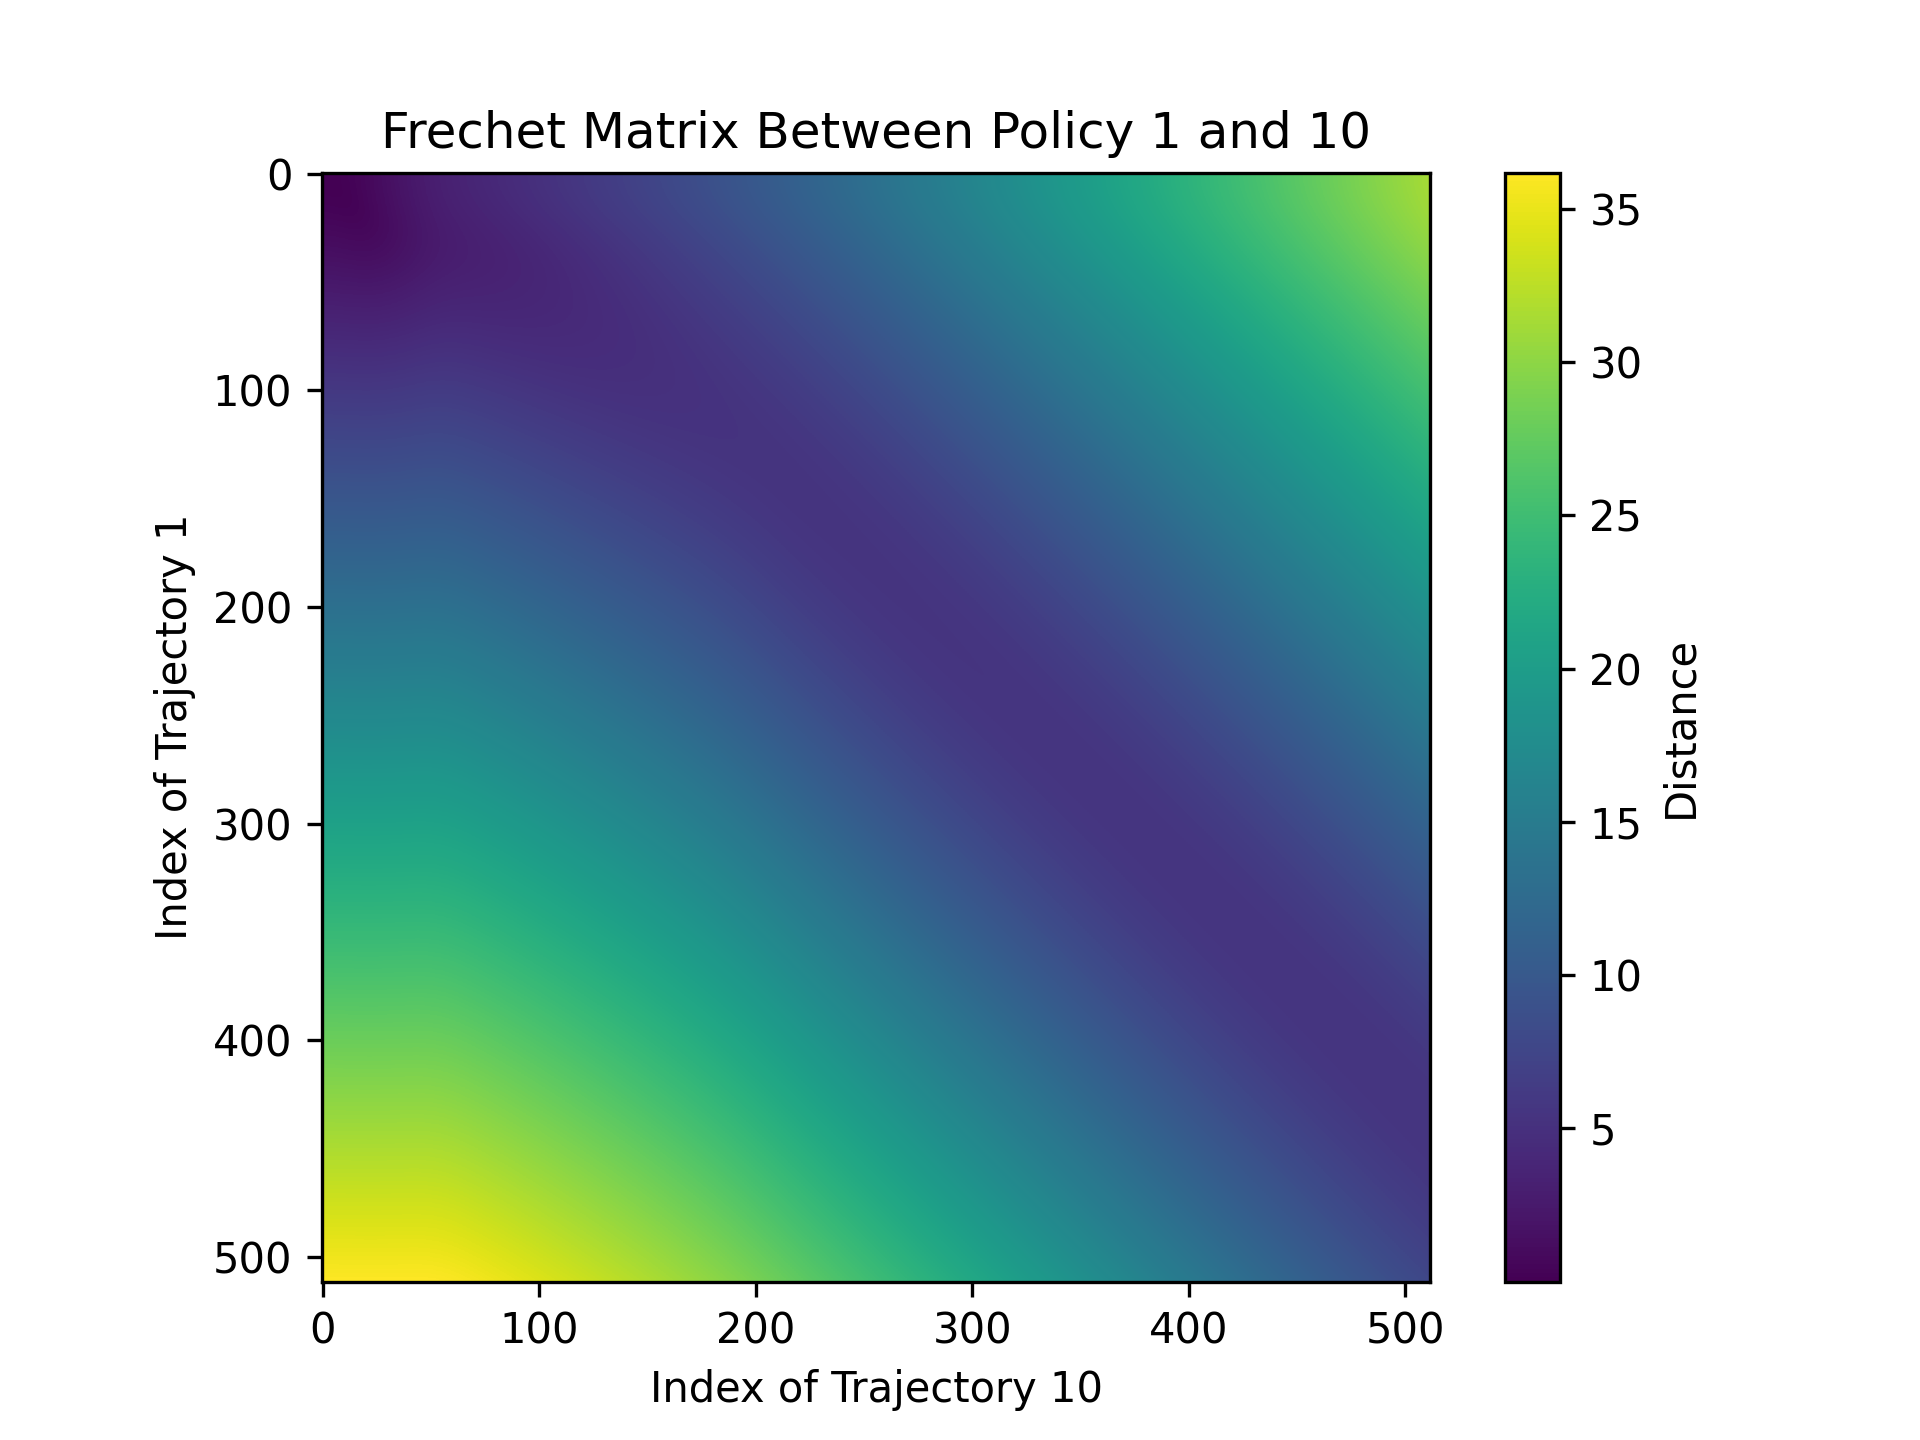 Frechet Matrix Between Policy 1 and 10
0
100
200
300
400
500
Index of Trajectory 1
0 100 200 300 400 500
Index of Trajectory 10
35
30
25
20
15
10
5
Distance